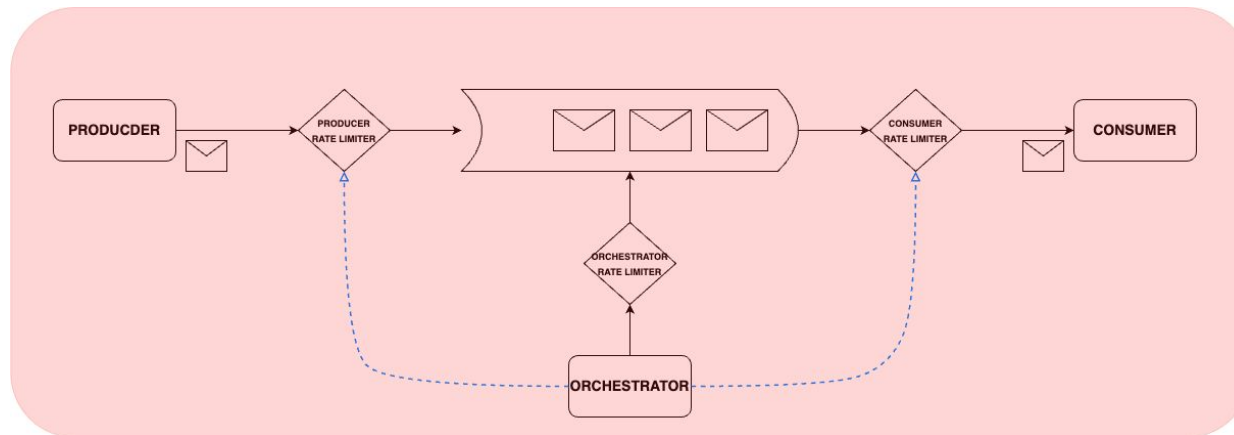 PRODUCDER
PRODUCER
RATE LIMITER
CONSUMER
RATE LIMITER
CONSUMER
ORCHESTRATOR
RATE LIMITER
ORCHESTRATOR